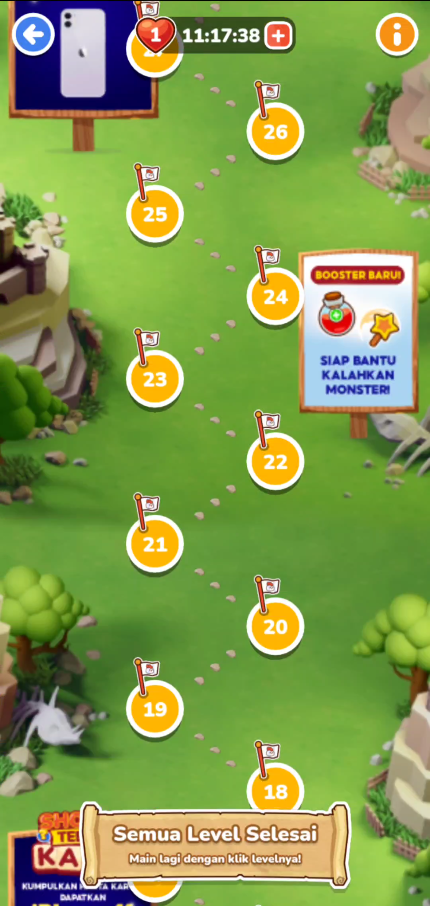 1 11:17:38
26
25
24
BOOSTER BARU!
SIAP BANTU
KALAHKAN
MONSTER!
23
22
21
20
19
18
Semua Level Selesai
Main lagi dengan klik levelnya!